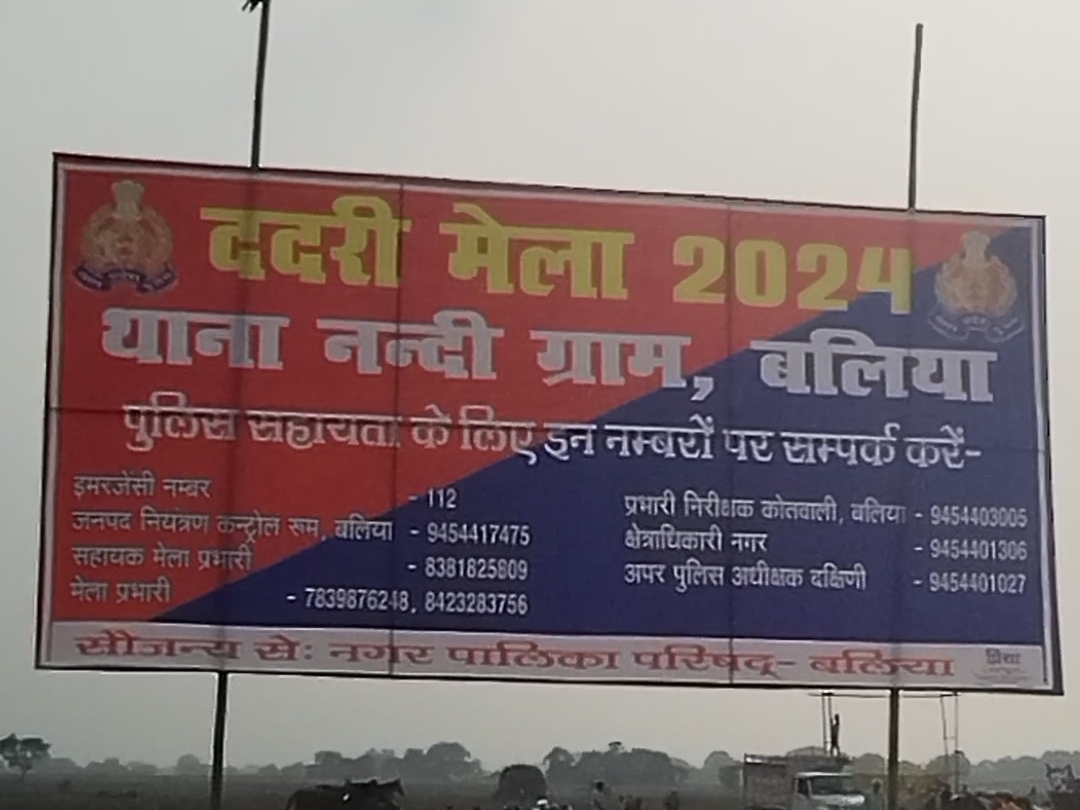 ददरी मेला 2024
थाना नन्दी ग्राम, बलिया
पुलिस सहायता के लिए इन नम्बरों पर सम्पर्क करें-
इमरजेंसी नम्बर - 112
जनपद नियंत्रण कन्ट्रोल रूम, बलिया - 9454417475
सहायक मेला प्रभारी - 8381825809
मेला प्रभारी - 7839876248, 8423283756
प्रभारी निरीक्षक कोतवाली, बलिया - 9454403005
क्षेत्राधिकारी नगर - 9454401306
अपर पुलिस अधीक्षक दक्षिणी - 9454401027
सौजन्य से: नगर पालिका परिषद्- बलिया